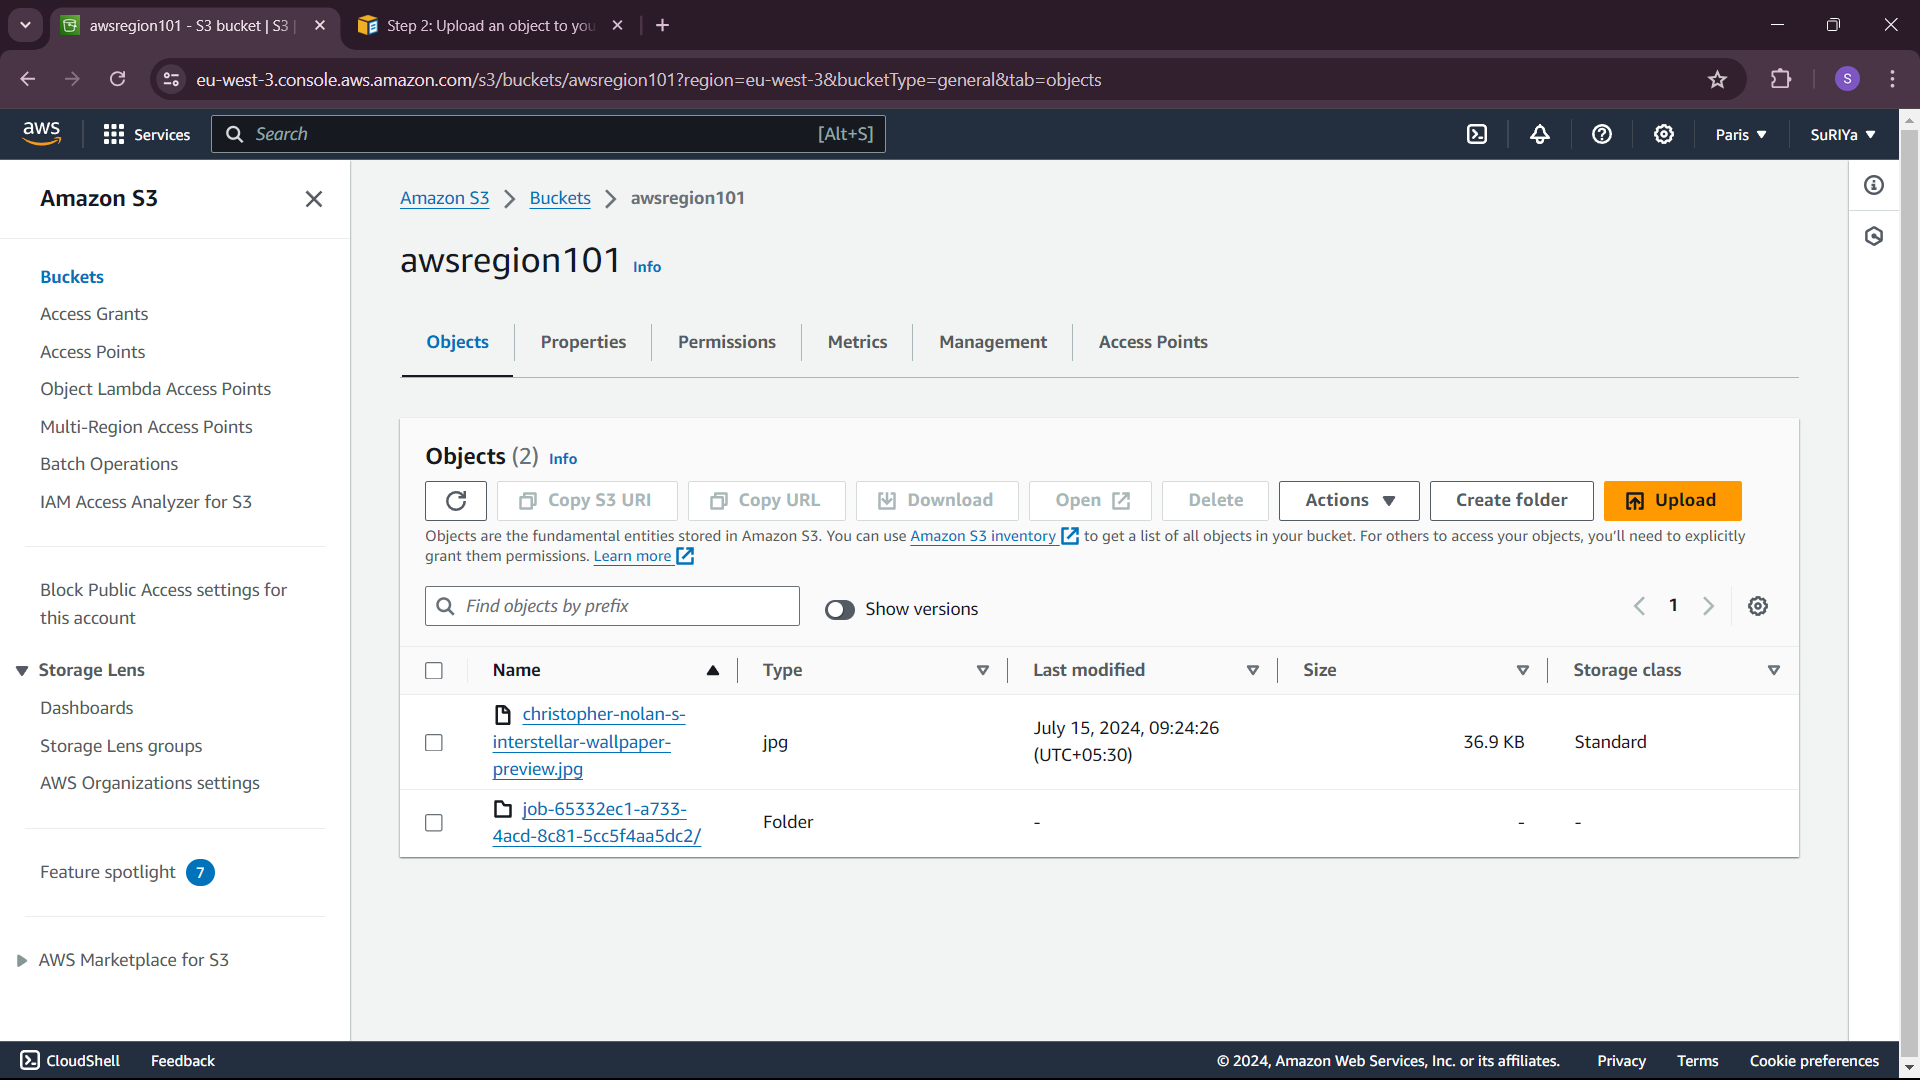 awsregion101 - S3 bucket | S3 |
Step 2: Upload an object to you
eu-west-3.console.aws.amazon.com/s3/buckets/awsregion101?region=eu-west-3&bucketType=general&tab=objects
S
aws
Services
Search
[Alt+S]
Paris
SuRIYa
Amazon S3
Buckets
Access Grants
Access Points
Object Lambda Access Points
Multi-Region Access Points
Batch Operations
IAM Access Analyzer for S3
Block Public Access settings for
this account
Storage Lens
Dashboards
Storage Lens groups
AWS Organizations settings
Feature spotlight 7
AWS Marketplace for S3
Amazon S3 > Buckets > awsregion101
awsregion101 Info
Objects
Properties
Permissions
Metrics
Management
Access Points
Objects (2) Info
Copy S3 URI
Copy URL
Download
Open
Delete
Actions
Create folder
Upload
Objects are the fundamental entities stored in Amazon S3. You can use Amazon S3 inventory to get a list of all objects in your bucket. For others to access your objects, you'll need to explicitly
grant them permissions. Learn more
Find objects by prefix
Show versions
1
Name
Type
Last modified
Size
Storage class
christopher-nolan-s-
interstellar-wallpaper-
preview.jpg
jpg
July 15, 2024, 09:24:26
(UTC+05:30)
36.9 KB
Standard
job-65332ec1-a733-
4acd-8c81-5cc5f4aa5dc2/
Folder
-
-
-
CloudShell
Feedback
© 2024, Amazon Web Services, Inc. or its affiliates.
Privacy
Terms
Cookie preferences